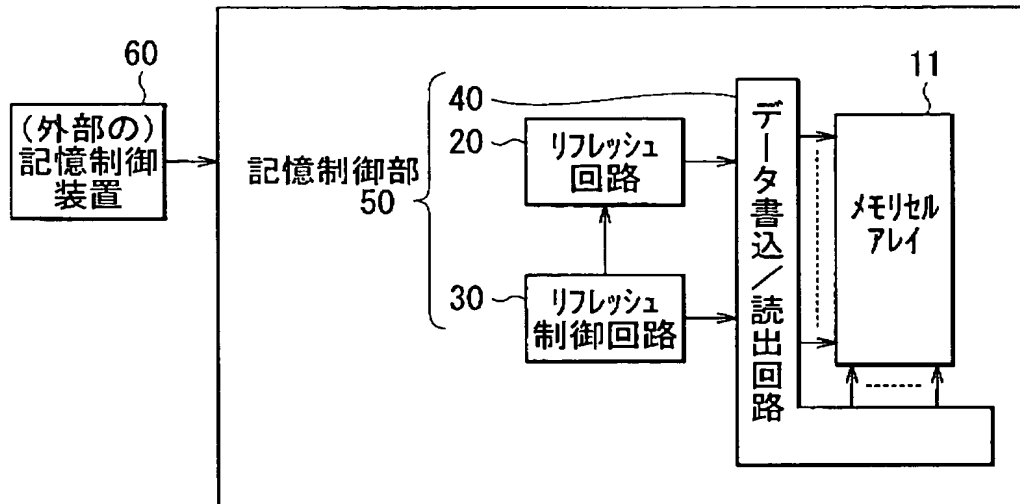 60
(外部の)
記憶制御
装置
記憶制御部
50
40
20
リフレッシュ
回路
30
リフレッシュ
制御回路
データ書込/読出回路
11
メモリセル
アレイ